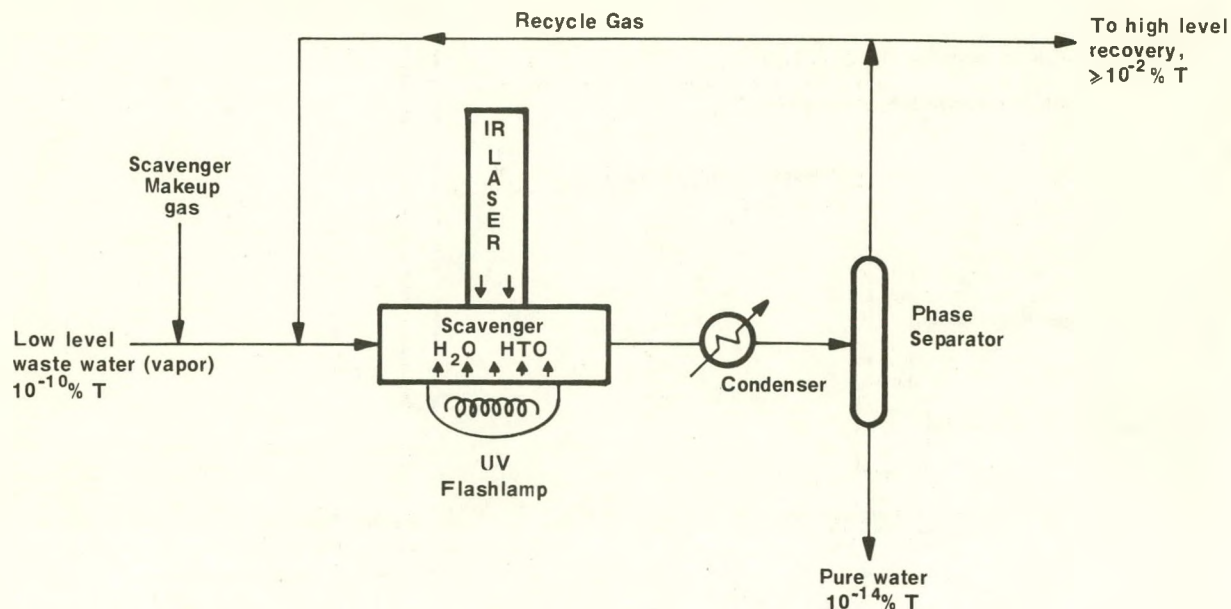 Recycle Gas
To high level
recovery,
⩾10⁻²% T
Scavenger
Makeup
gas
IR
L
A
S
E
R
Low level
waste water (vapor)
10⁻¹⁰% T
Scavenger
H₂O HTO
Condenser
Phase
Separator
UV
Flashlamp
Pure water
10⁻¹⁴% T